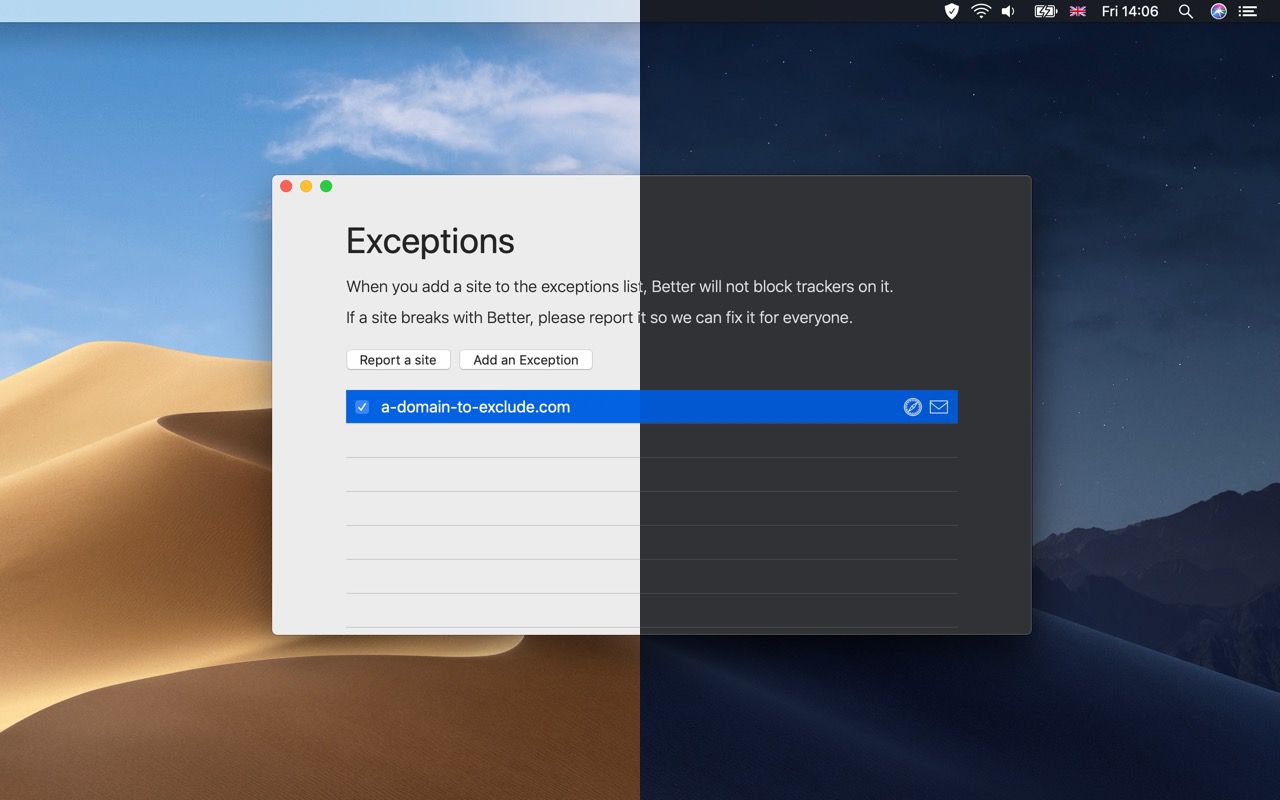 Fri 14:06
Exceptions
When you add a site to the exceptions list, Better will not block trackers on it.
If a site breaks with Better, please report it so we can fix it for everyone.
Report a site
Add an Exception
a-domain-to-exclude.com